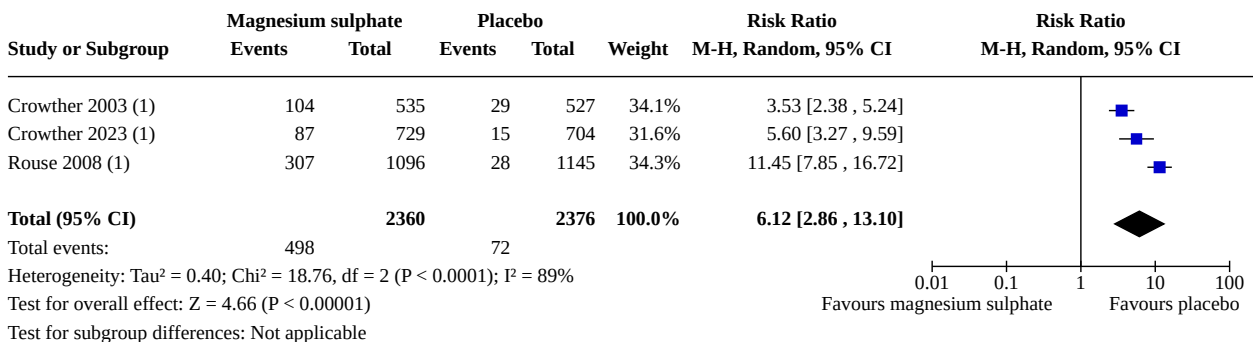 Magnesium sulphate Placebo Risk Ratio Risk Ratio
Study or Subgroup Events Total Events Total Weight M-H, Random, 95% CI M-H, Random, 95% CI
Crowther 2003 (1) 104 535 29 527 34.1% 3.53 [2.38 , 5.24]
Crowther 2023 (1) 87 729 15 704 31.6% 5.60 [3.27 , 9.59]
Rouse 2008 (1) 307 1096 28 1145 34.3% 11.45 [7.85 , 16.72]
Total (95% CI) 2360 2376 100.0% 6.12 [2.86 , 13.10]
Total events: 498 72
Heterogeneity: Tau² = 0.40; Chi² = 18.76, df = 2 (P < 0.0001); I² = 89%
0.01 0.1 1 10 100
Test for overall effect: Z = 4.66 (P < 0.00001) Favours magnesium sulphate Favours placebo
Test for subgroup differences: Not applicable